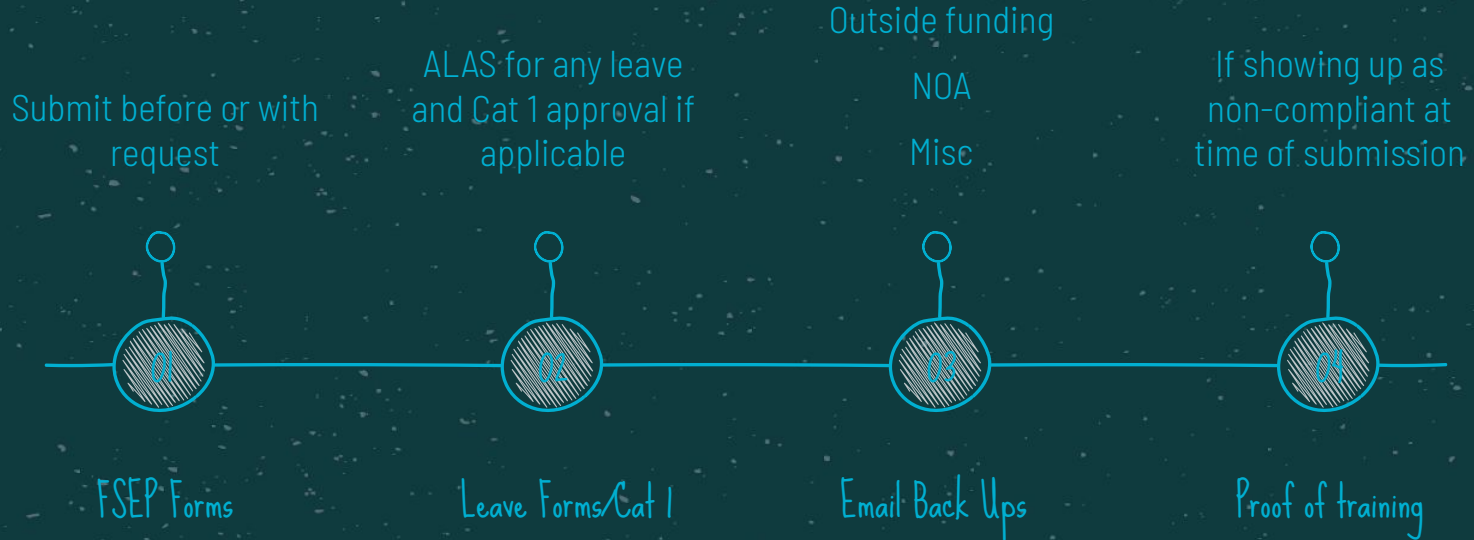 Submit before or with
request
ALAS for any leave
and Cat 1 approval if
applicable
Outside funding
NOA
Misc
If showing up as
non-compliant at
time of submission
01
02
03
04
FSEP Forms
Leave Forms/Cat 1
Email Back Ups
Proof of training